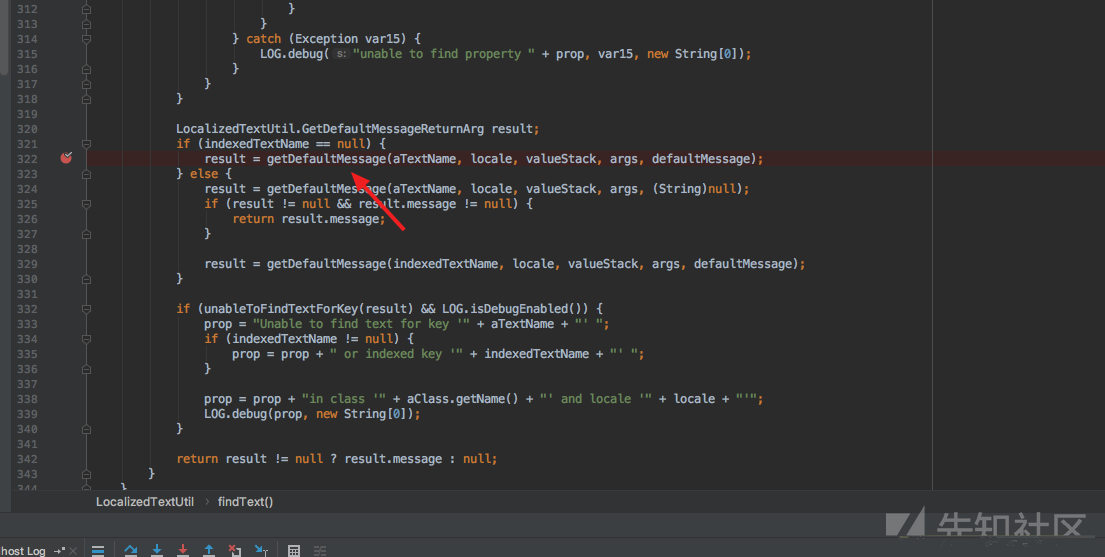 312 }
313 }
314 } catch (Exception var15) {
315 LOG.debug( s: "unable to find property " + prop, var15, new String[0]);
316 }
317 }
318 }
319
320 LocalizedTextUtil.GetDefaultMessageReturnArg result;
321 if (indexedTextName == null) {
322 result = getDefaultMessage(aTextName, locale, valueStack, args, defaultMessage);
323 } else {
324 result = getDefaultMessage(aTextName, locale, valueStack, args, (String)null);
325 if (result != null && result.message != null) {
326 return result.message;
327 }
328
329 result = getDefaultMessage(indexedTextName, locale, valueStack, args, defaultMessage);
330 }
331
332 if (unableToFindTextForKey(result) && LOG.isDebugEnabled()) {
333 prop = "Unable to find text for key '" + aTextName + "' ";
334 if (indexedTextName != null) {
335 prop = prop + " or indexed key '" + indexedTextName + "' ";
336 }
337
338 prop = prop + "in class '" + aClass.getName() + "' and locale '" + locale + "'";
339 LOG.debug(prop, new String[0]);
340 }
341
342 return result != null ? result.message : null;
343 }
344 }
LocalizedTextUtil › findText()
host Log
先知社区